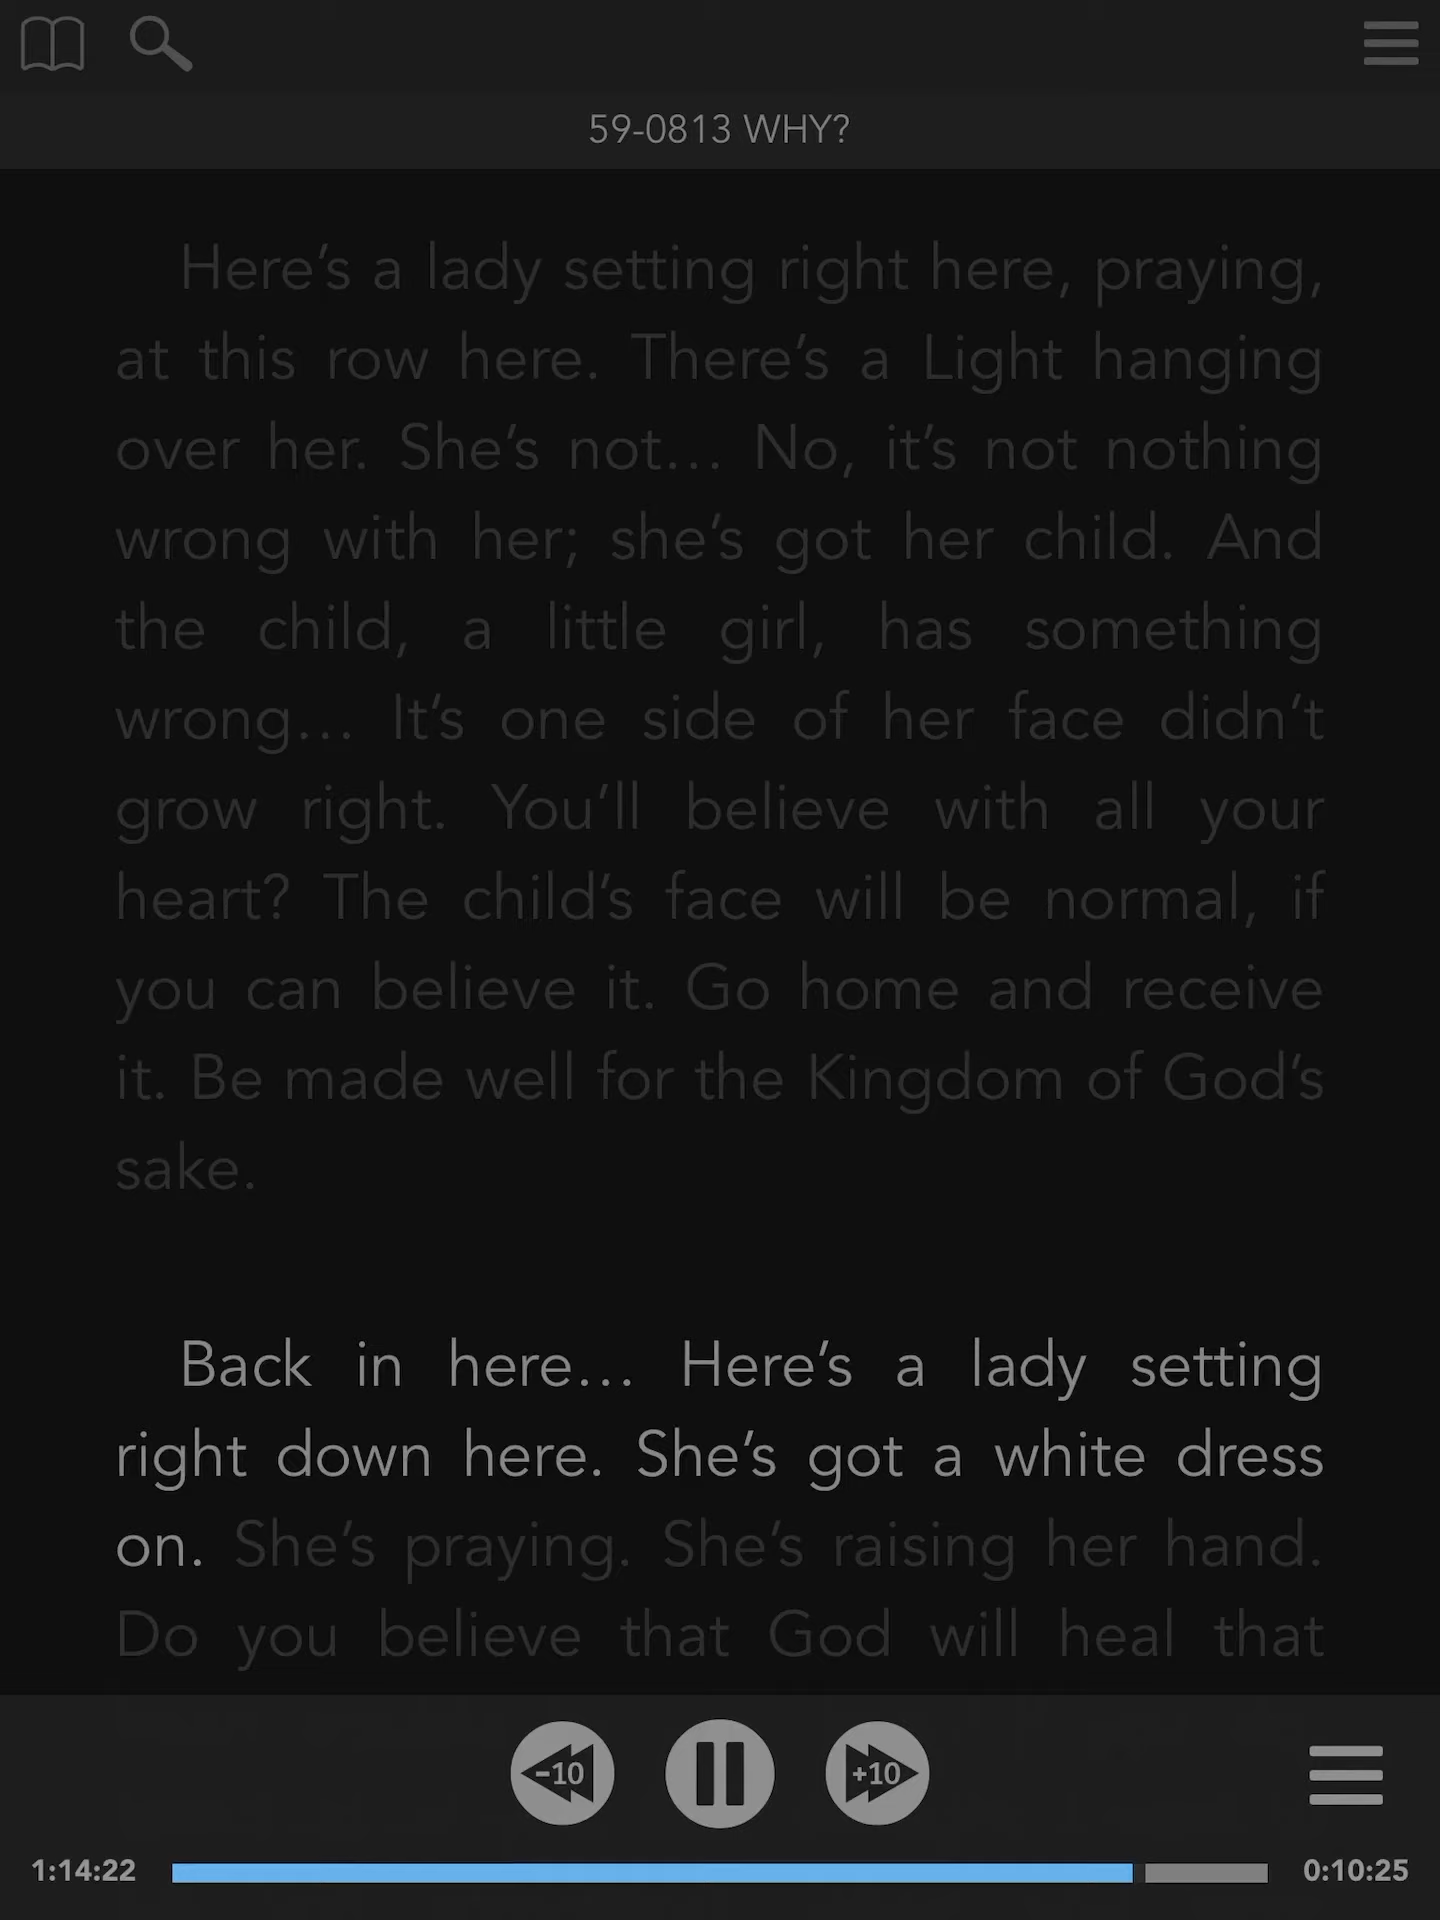 59-0813 WHY?
Here’s a lady setting right here, praying,
at this row here. There’s a Light hanging
over her. She’s not… No, it’s not nothing
wrong with her; she’s got her child. And
the child, a little girl, has something
wrong… It’s one side of her face didn’t
grow right. You’ll believe with all your
heart? The child’s face will be normal, if
you can believe it. Go home and receive
it. Be made well for the Kingdom of God’s
sake.
Back in here… Here’s a lady setting
right down here. She’s got a white dress
on. She’s praying. She’s raising her hand.
Do you believe that God will heal that
-10
+10
1:14:22
0:10:25